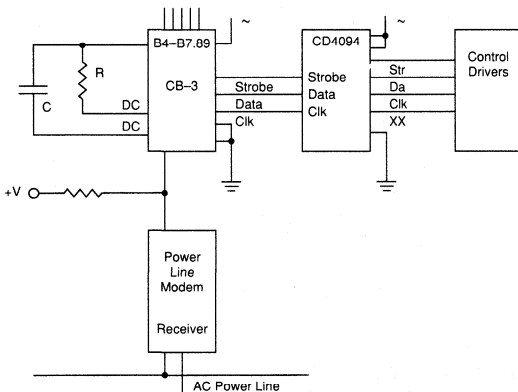 ~
~
B4–B7.89
CD4094
CB–3
Control
Drivers
R
C
Strobe
Strobe
Str
Data
Data
Da
Clk
Clk
Clk
XX
DC
DC
+V
Power
Line
Modem
Receiver
AC Power Line